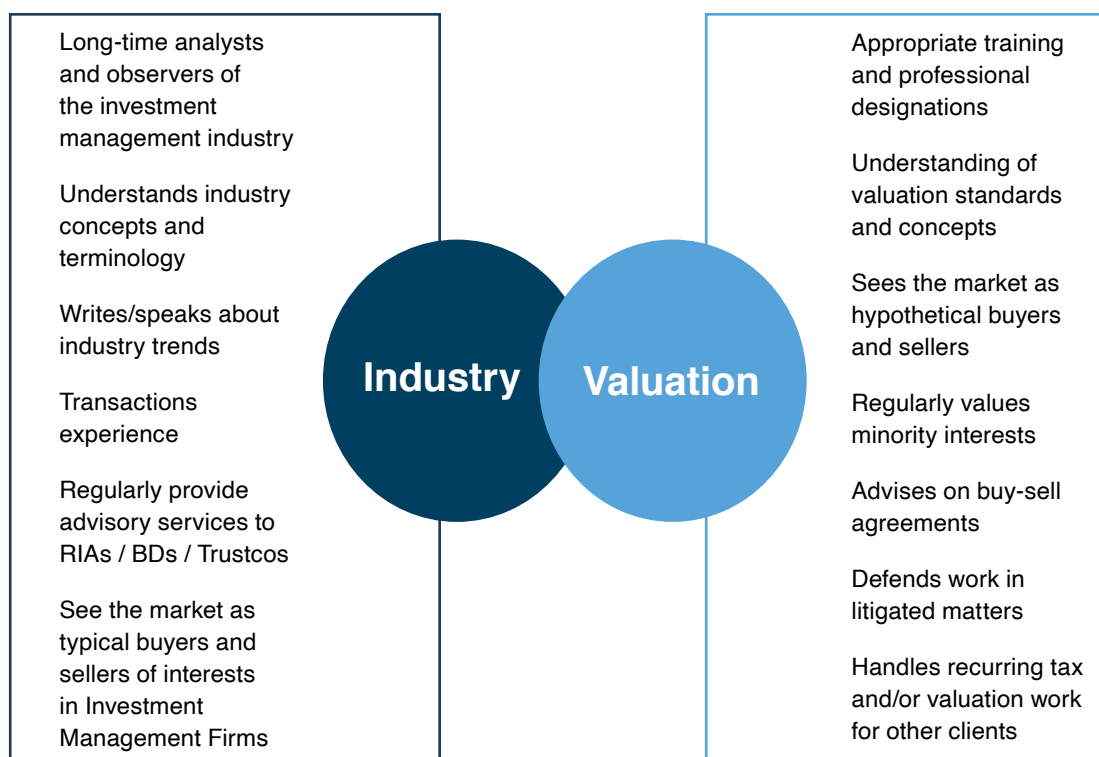 Long-time analysts
and observers of
the investment
management industry
Understands industry
concepts and
terminology
Writes/speaks about
industry trends
Transactions
experience
Regularly provide
advisory services to
RIAs / BDs / Trustcos
See the market as
typical buyers and
sellers of interests
in Investment
Management Firms
Industry
Valuation
Appropriate training
and professional
designations
Understanding of
valuation standards
and concepts
Sees the market as
hypothetical buyers
and sellers
Regularly values
minority interests
Advises on buy-sell
agreements
Defends work in
litigated matters
Handles recurring tax
and/or valuation work
for other clients